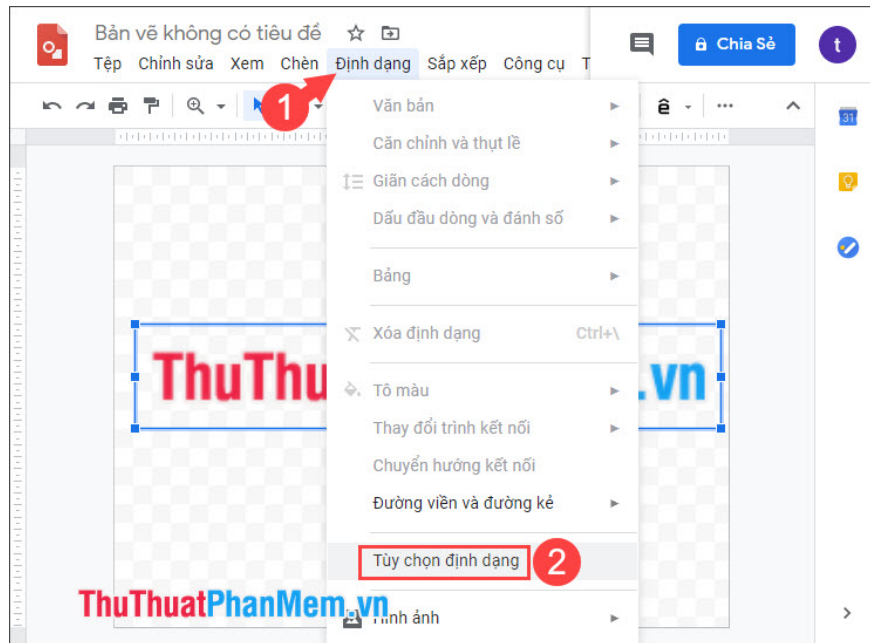 Bản vẽ không có tiêu đề
Chia Sẻ
t
Tệp Chỉnh sửa Xem Chèn Định dạng Sắp xếp Công cụ T
1
ê
31
Văn bản
Căn chỉnh và thụt lề
Giãn cách dòng
Dấu đầu dòng và đánh số
Bảng
Xóa định dạng Ctrl+\
ThuThu .vn
Tô màu
Thay đổi trình kết nối
Chuyển hướng kết nối
Đường viền và đường kẻ
Tùy chọn định dạng 2
ThuThuatPhanMem.vn
Hình ảnh